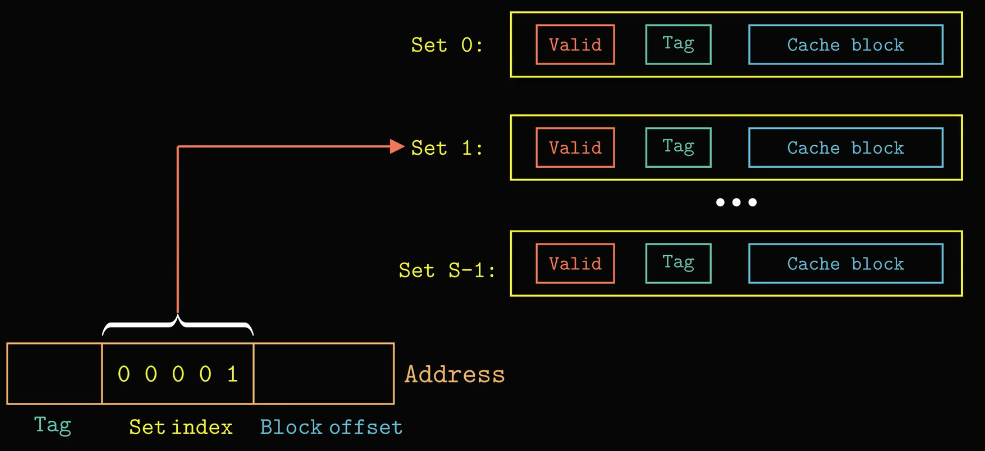 Set 0: Valid Tag Cache block
Set 1: Valid Tag Cache block
Set S-1: Valid Tag Cache block
0 0 0 0 1 Address
Tag Set index Block offset